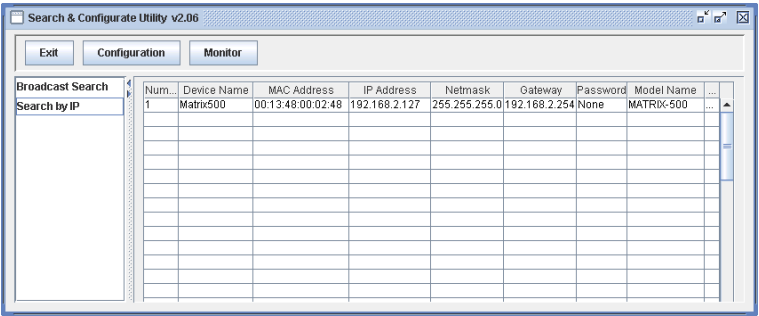 Search & Configurate Utility v2.06
Exit Configuration Monitor
Broadcast Search
Search by IP
Num... Device Name MAC Address IP Address Netmask Gateway Password Model Name ...
1 Matrix500 00:13:48:00:02:48 192.168.2.127 255.255.255.0 192.168.2.254 None MATRIX-500 ...